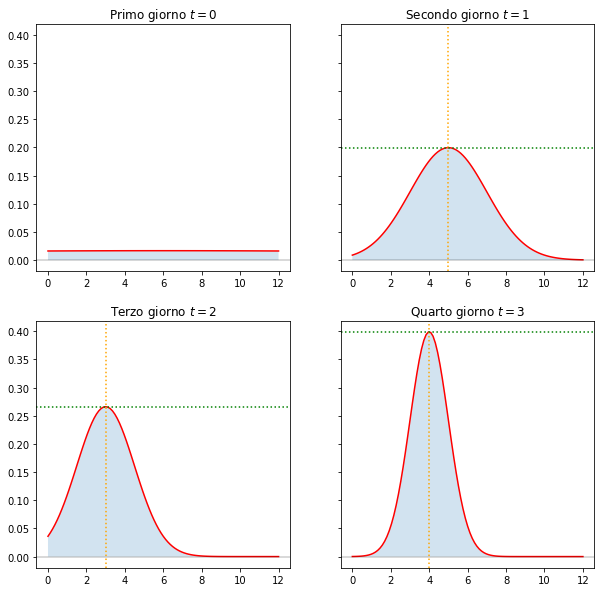 Primo giorno t = 0
0.40
0.35
0.30
0.25
0.20
0.15
0.10
0.05
0.00
0 2 4 6 8 10 12
Secondo giorno t = 1
0 2 4 6 8 10 12
Terzo giorno t = 2
0.40
0.35
0.30
0.25
0.20
0.15
0.10
0.05
0.00
0 2 4 6 8 10 12
Quarto giorno t = 3
0 2 4 6 8 10 12